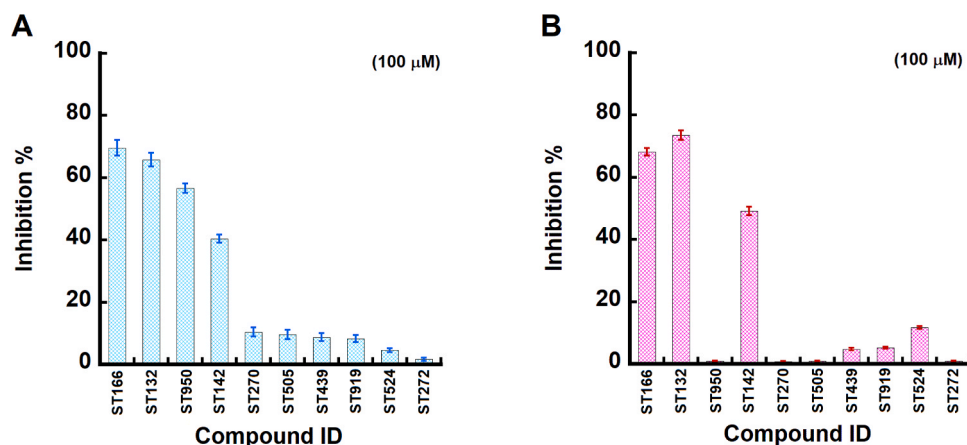 A
(100 μM)
Inhibition %
100
80
60
40
20
0
ST166
ST132
ST950
ST142
ST270
ST505
ST439
ST919
ST524
ST272
Compound ID
B
(100 μM)
Inhibition %
100
80
60
40
20
0
ST166
ST132
ST950
ST142
ST270
ST505
ST439
ST919
ST524
ST272
Compound ID